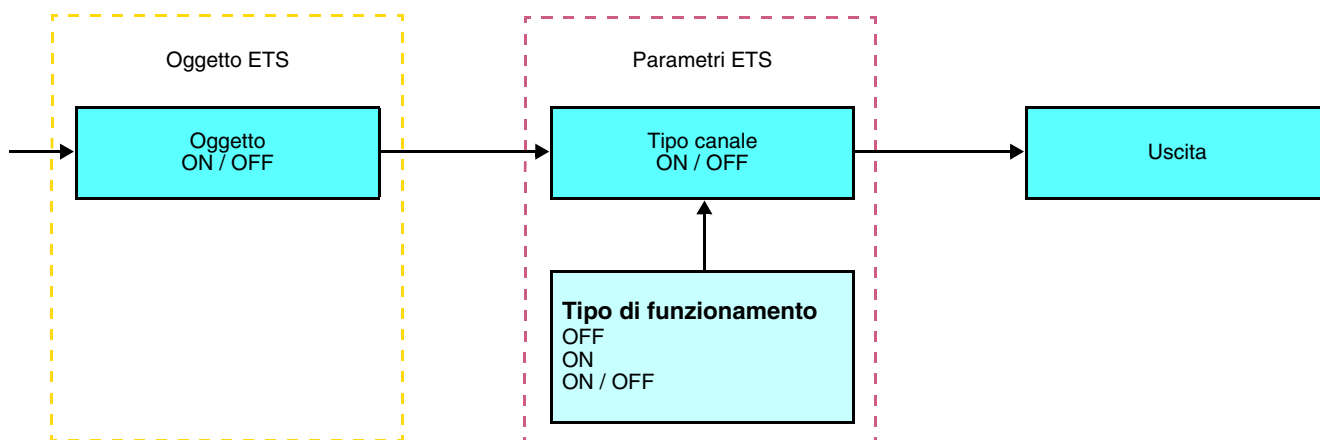 Oggetto ETS
Parametri ETS
Oggetto
ON / OFF
Tipo canale
ON / OFF
Uscita
Tipo di funzionamento
OFF
ON
ON / OFF